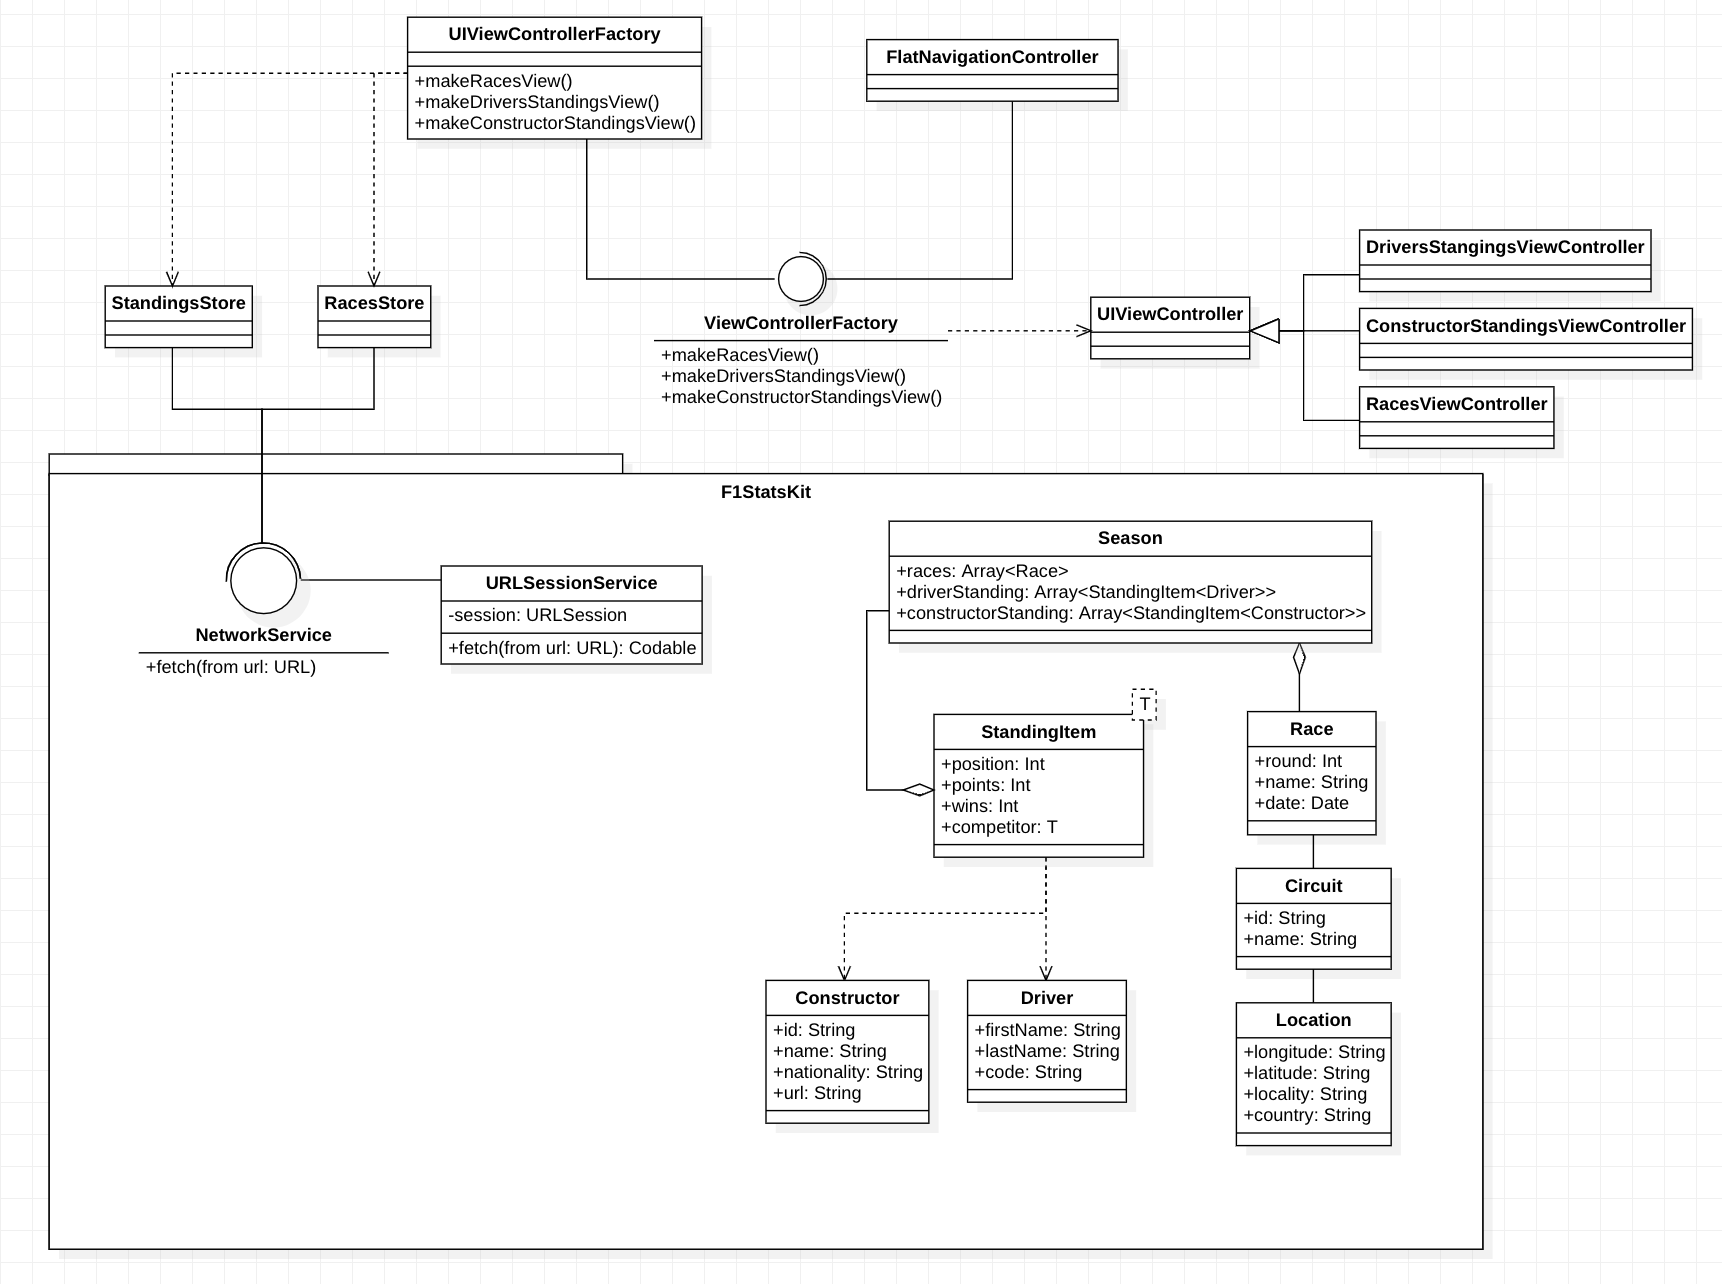 UIViewControllerFactory
+makeRacesView()
+makeDriversStandingsView()
+makeConstructorStandingsView()
FlatNavigationController
StandingsStore
RacesStore
ViewControllerFactory
+makeRacesView()
+makeDriversStandingsView()
+makeConstructorStandingsView()
UIViewController
DriversStangingsViewController
ConstructorStandingsViewController
RacesViewController
F1StatsKit
NetworkService
+fetch(from url: URL)
URLSessionService
-session: URLSession
+fetch(from url: URL): Codable
Season
+races: Array<Race>
+driverStanding: Array<StandingItem<Driver>>
+constructorStanding: Array<StandingItem<Constructor>>
T
StandingItem
+position: Int
+points: Int
+wins: Int
+competitor: T
Race
+round: Int
+name: String
+date: Date
Circuit
+id: String
+name: String
Constructor
+id: String
+name: String
+nationality: String
+url: String
Driver
+firstName: String
+lastName: String
+code: String
Location
+longitude: String
+latitude: String
+locality: String
+country: String